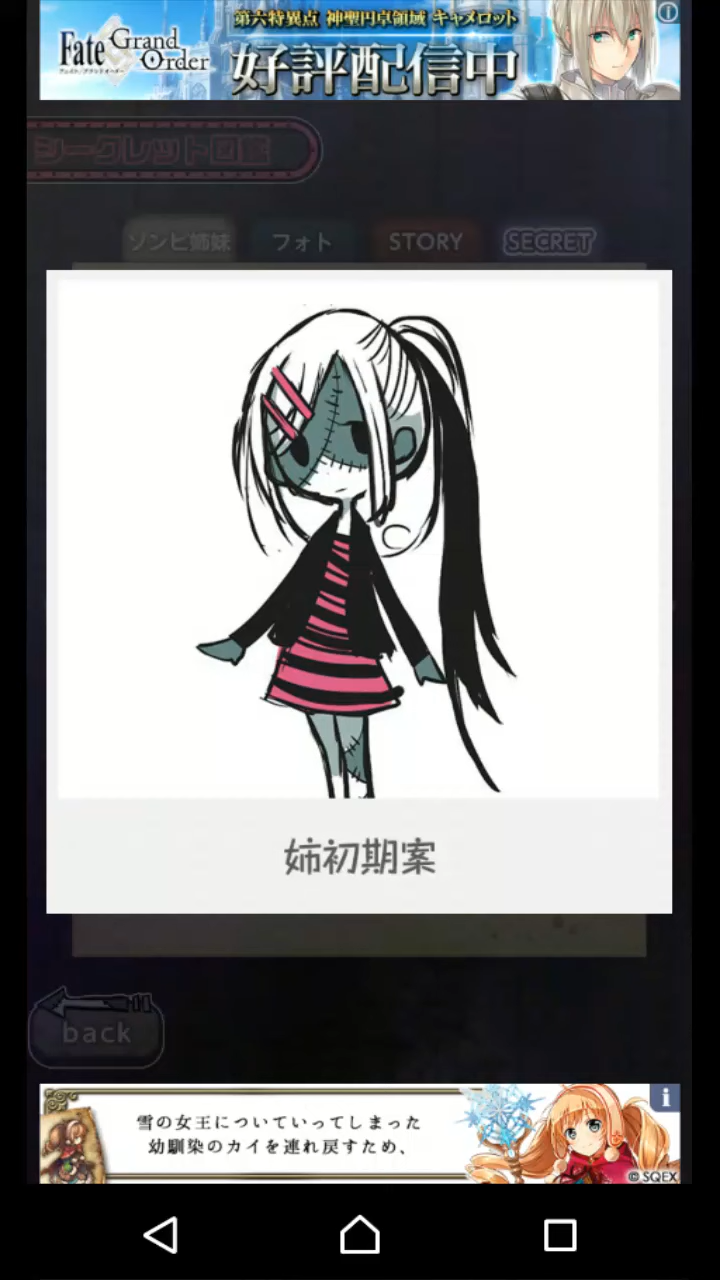 第六特異点 神聖円卓領域 キャメロット
Fate Grand Order
好評配信中
シークレット図鑑
ゾンビ姉妹 フォト STORY SECRET
姉初期案
back
雪の女王についていってしまった
幼馴染のカイを連れ戻すため、
© SQEX